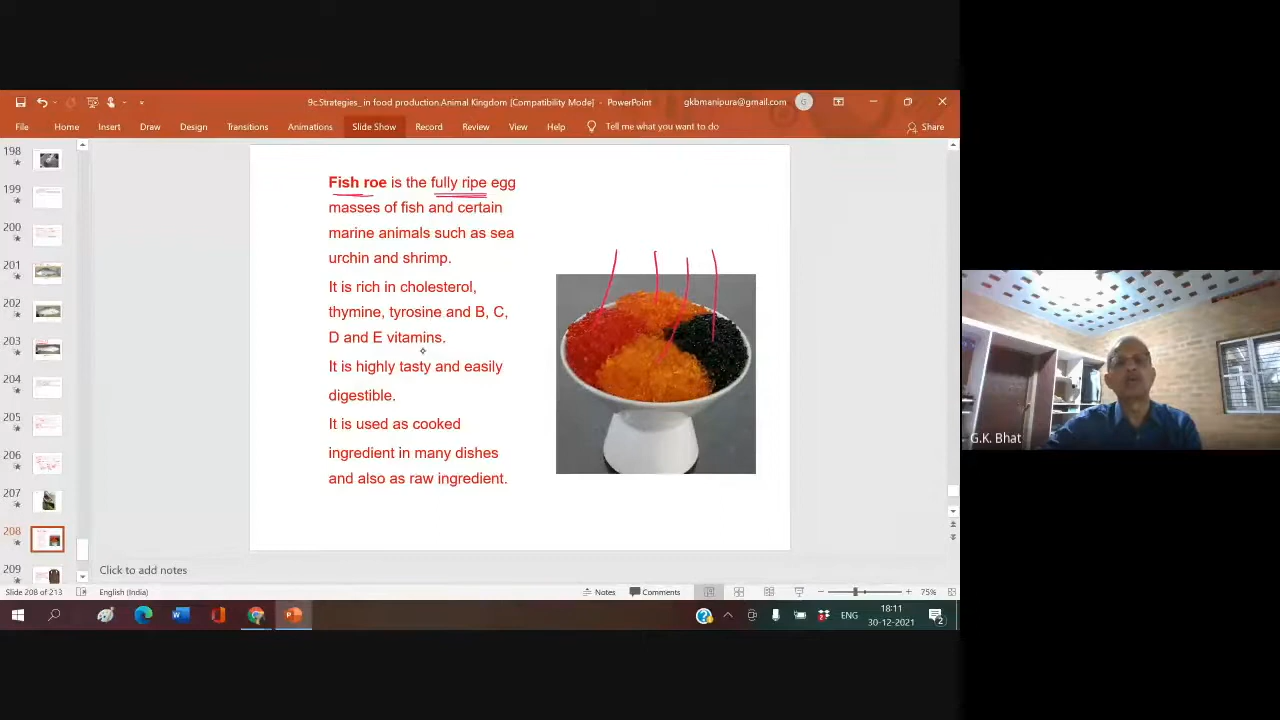 9c.Strategies_in food production.Animal Kingdom [Compatibility Mode] - PowerPoint
gkbmanipura@gmail.com
G
File Home Insert Draw Design Transitions Animations Slide Show Record Review View Help Tell me what you want to do
Share
198
199
200
201
202
203
204
205
206
207
208
209
Fish roe is the fully ripe egg
masses of fish and certain
marine animals such as sea
urchin and shrimp.
It is rich in cholesterol,
thymine, tyrosine and B, C,
D and E vitamins.
It is highly tasty and easily
digestible.
It is used as cooked
ingredient in many dishes
and also as raw ingredient.
G.K. Bhat
Click to add notes
Slide 208 of 213 English (India) Notes Comments 75%
ENG
18:11
30-12-2021
2